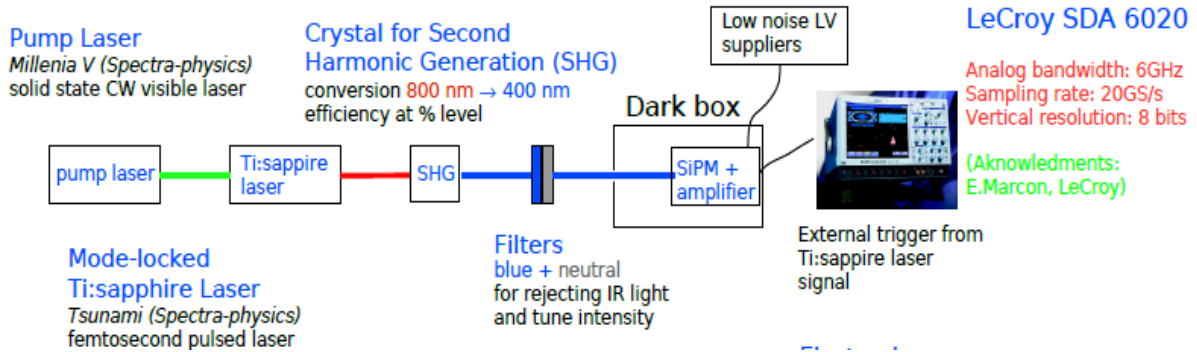 Pump Laser
Millenia V (Spectra-physics)
solid state CW visible laser
Crystal for Second
Harmonic Generation (SHG)
conversion 800 nm → 400 nm
efficiency at % level
Low noise LV
suppliers
LeCroy SDA 6020
Analog bandwidth: 6GHz
Sampling rate: 20GS/s
Vertical resolution: 8 bits
(Aknowledments:
E.Marcon, LeCroy)
Dark box
pump laser
Ti:sappire
laser
SHG
SiPM +
amplifier
External trigger from
Ti:sappire laser
signal
Filters
blue + neutral
for rejecting IR light
and tune intensity
Mode-locked
Ti:sapphire Laser
Tsunami (Spectra-physics)
femtosecond pulsed laser